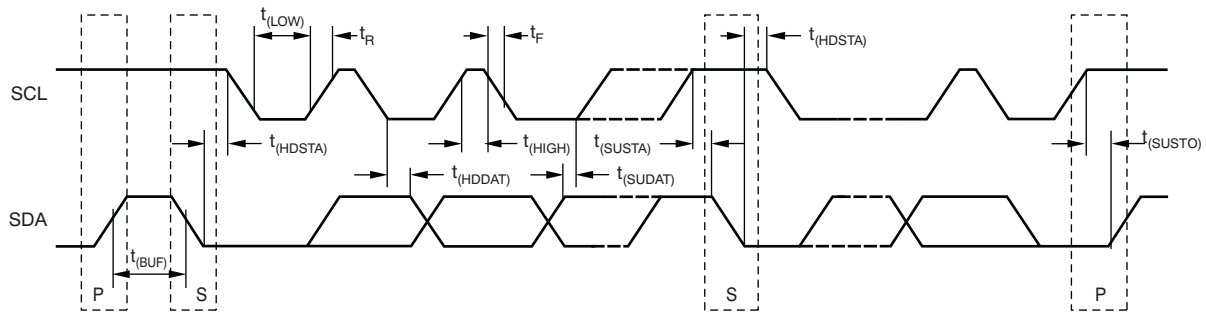 t(LOW)
tR
tF
t(HDSTA)
SCL
t(HDSTA)
t(HIGH)
t(SUSTA)
t(SUSTO)
t(HDDAT)
t(SUDAT)
SDA
t(BUF)
P
S
S
P